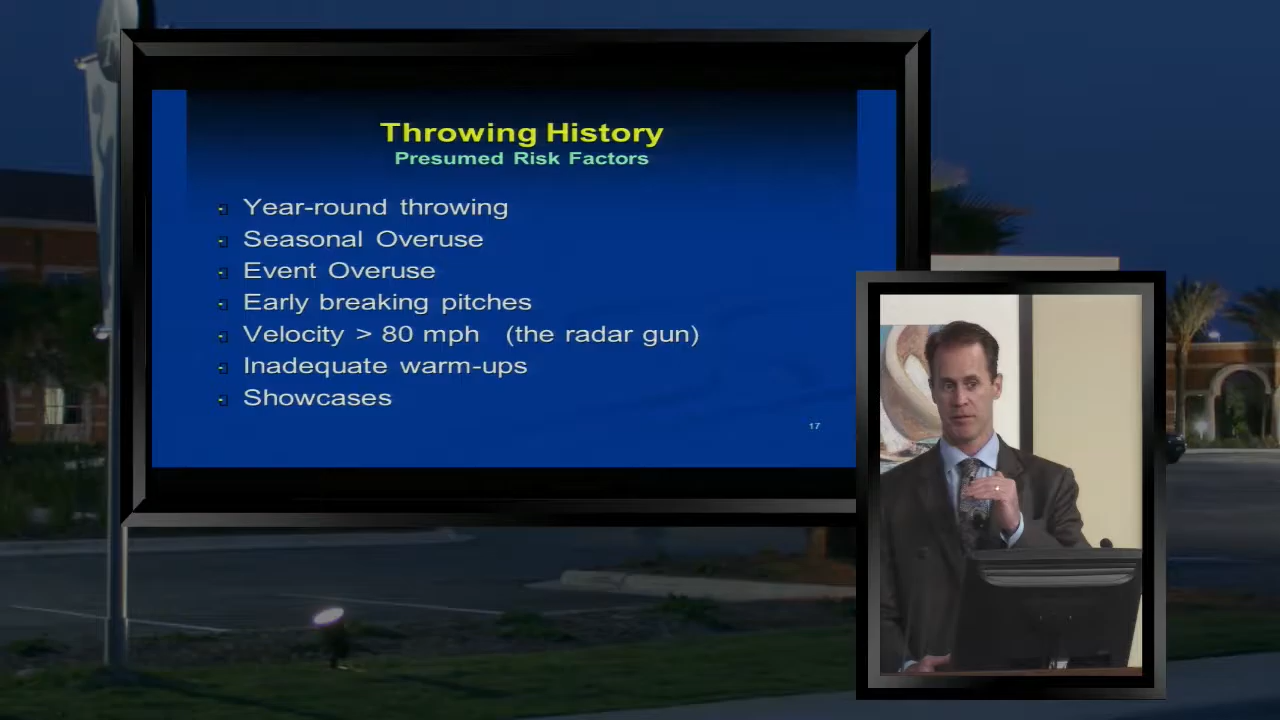 Throwing History
Presumed Risk Factors
Year-round throwing
Seasonal Overuse
Event Overuse
Early breaking pitches
Velocity > 80 mph (the radar gun)
Inadequate warm-ups
Showcases
17